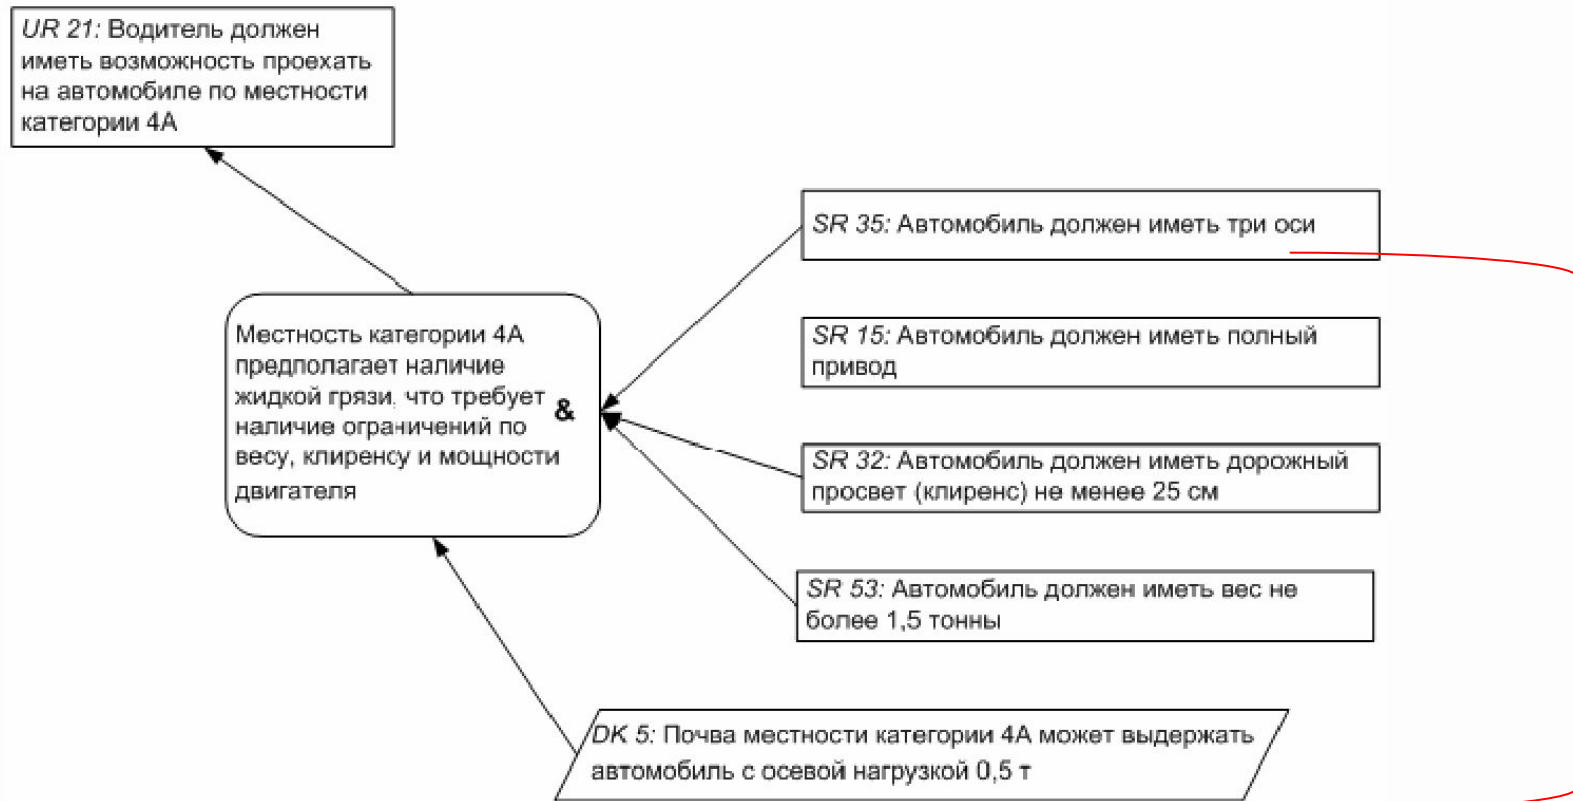 UR 21: Водитель должен
иметь возможность проехать
на автомобиле по местности
категории 4А
SR 35: Автомобиль должен иметь три оси
SR 15: Автомобиль должен иметь полный
привод
Местность категории 4А
предполагает наличие
жидкой грязи, что требует
наличие ограничений по
весу, клиренсу и мощности
двигателя
&
SR 32: Автомобиль должен иметь дорожный
просвет (клиренс) не менее 25 см
SR 53: Автомобиль должен иметь вес не
более 1,5 тонны
DK 5: Почва местности категории 4А может выдержать
автомобиль с осевой нагрузкой 0,5 т